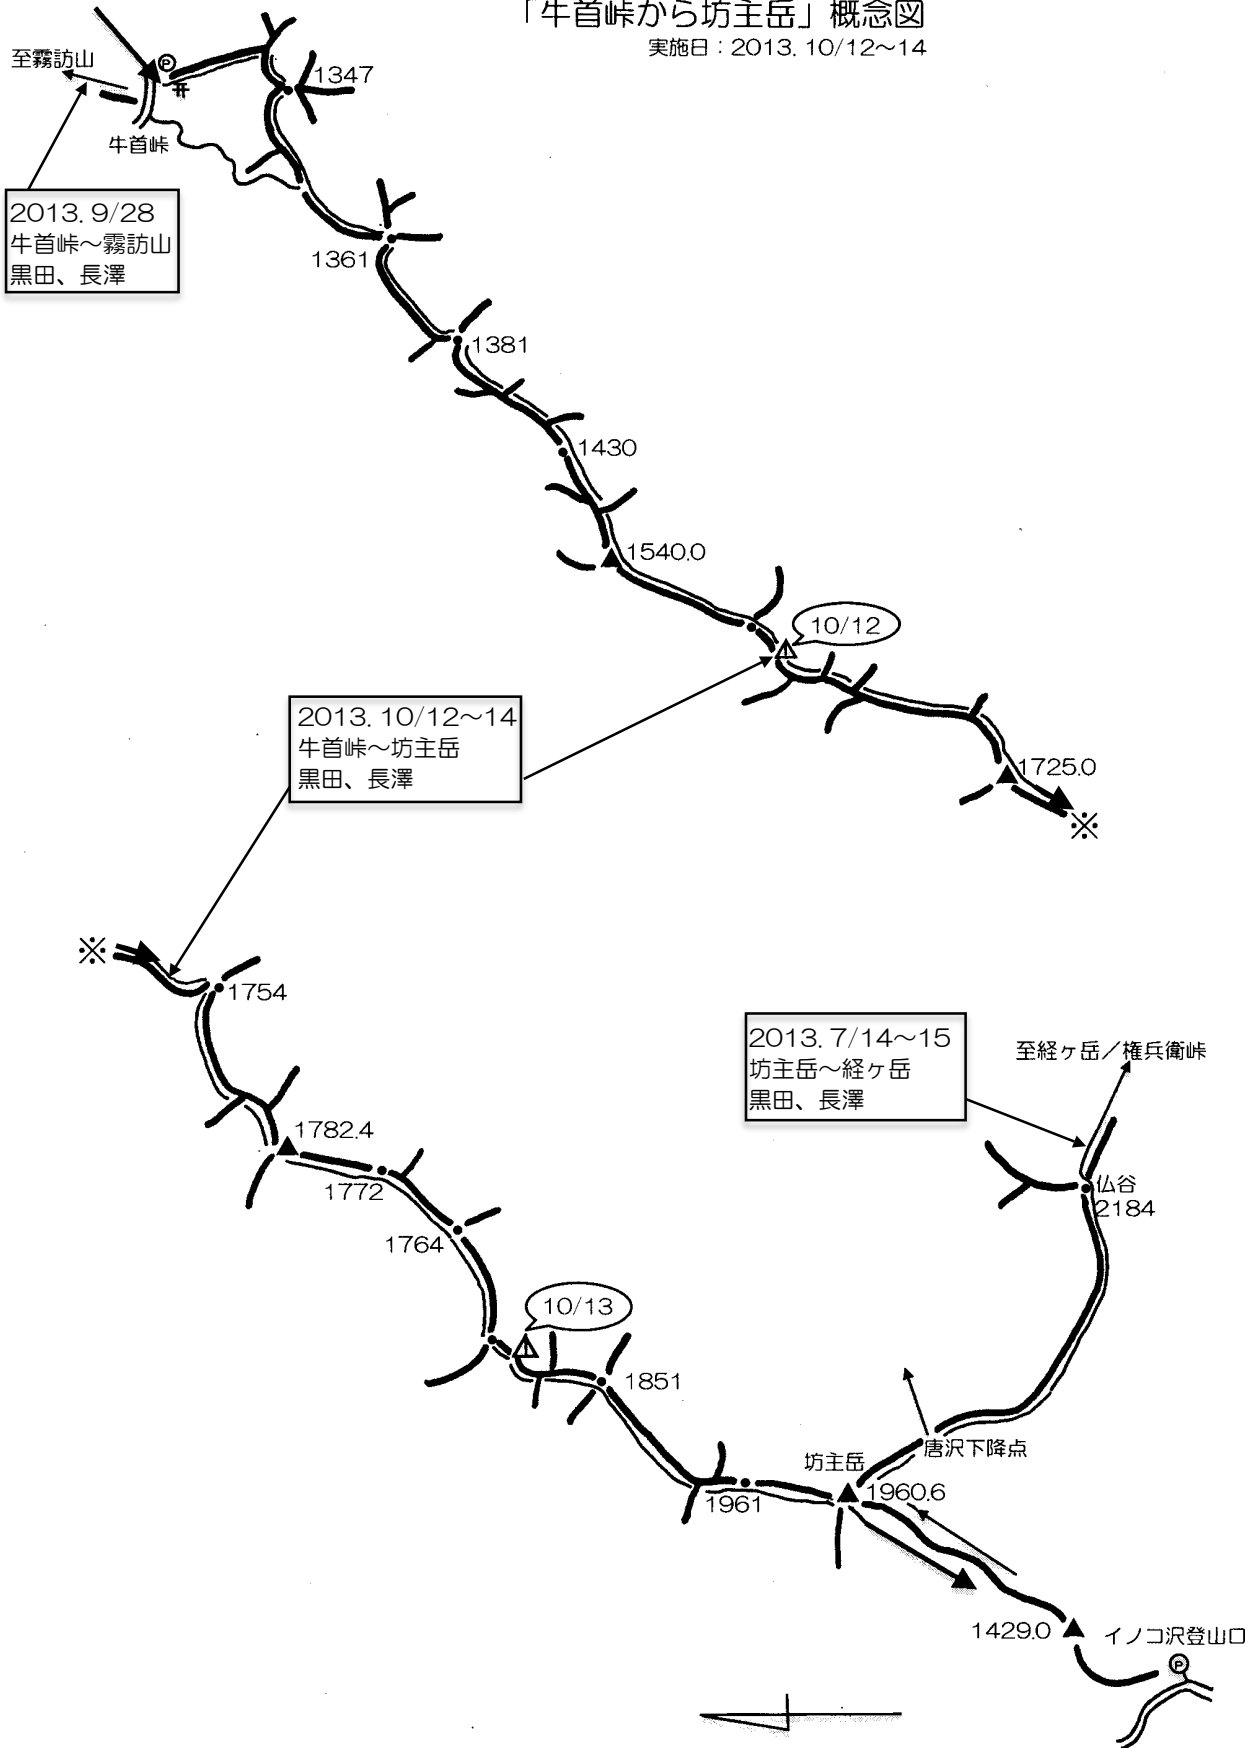 「牛首峠から坊主岳」概念図
実施日：2013.10/12～14
至霧訪山
P
1347
牛首峠
2013.9/28
牛首峠～霧訪山
黒田、長澤
1361
1381
1430
1540.0
10/12
2013.10/12～14
牛首峠～坊主岳
黒田、長澤
1725.0
※
※
1754
2013.7/14～15
坊主岳～経ヶ岳
黒田、長澤
至経ヶ岳／権兵衛峠
1782.4
1772
仏谷
2184
1764
10/13
1851
唐沢下降点
坊主岳
1960.6
1961
1429.0
イノコ沢登山口
P